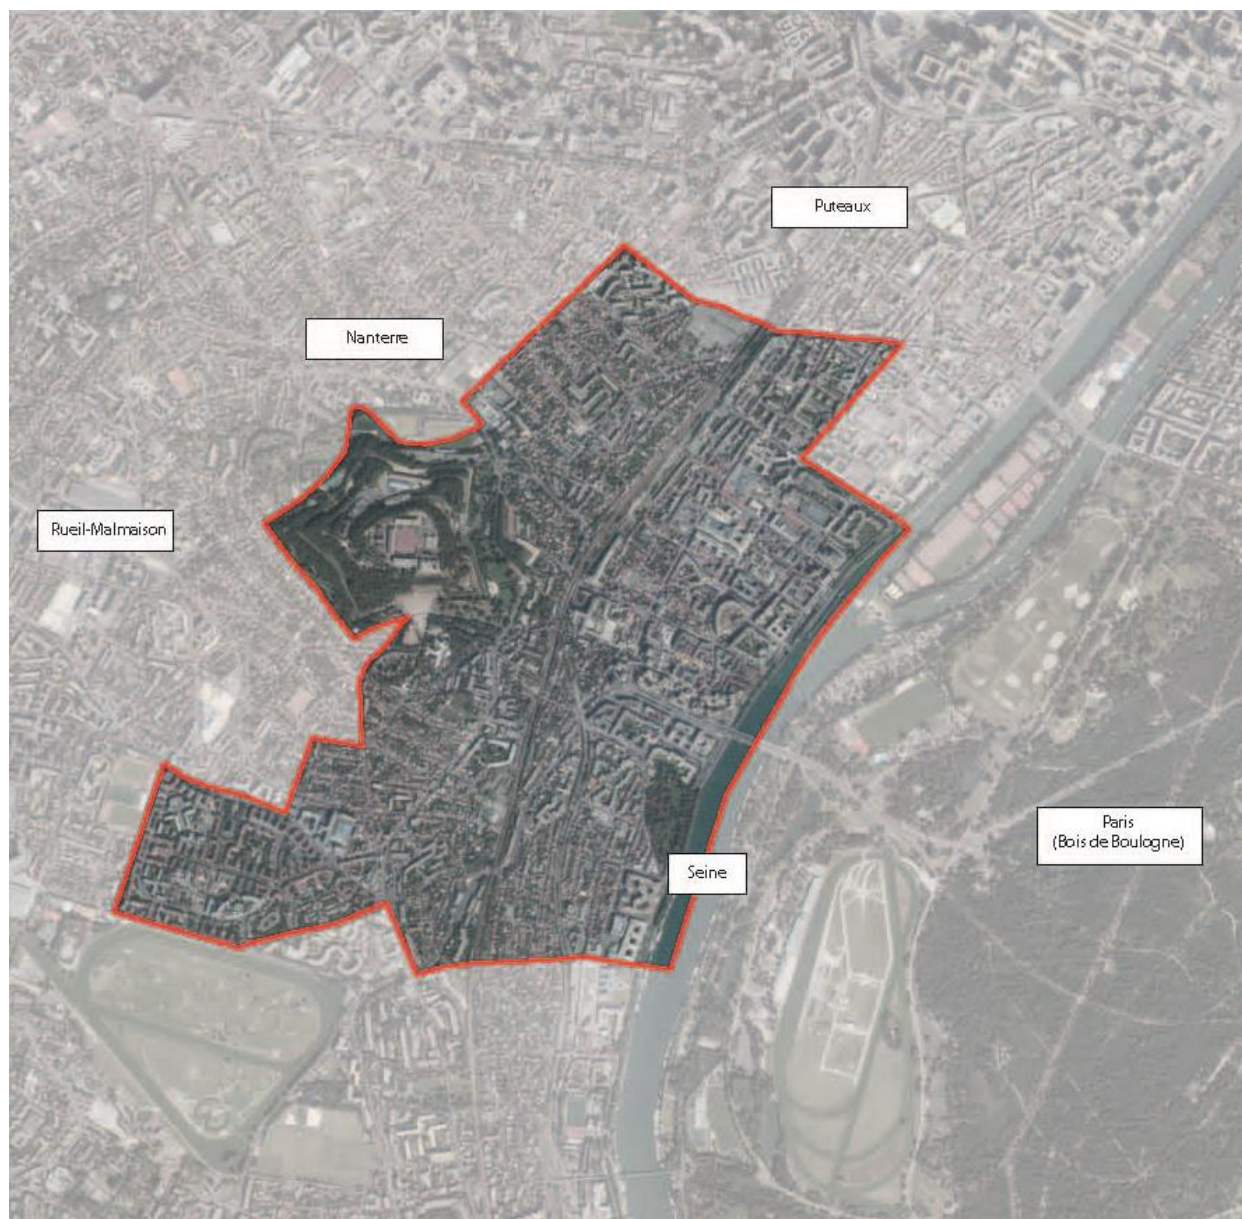 Puteaux
Nanterre
Rueil-Malmaison
Paris
(Bois de Boulogne)
Seine